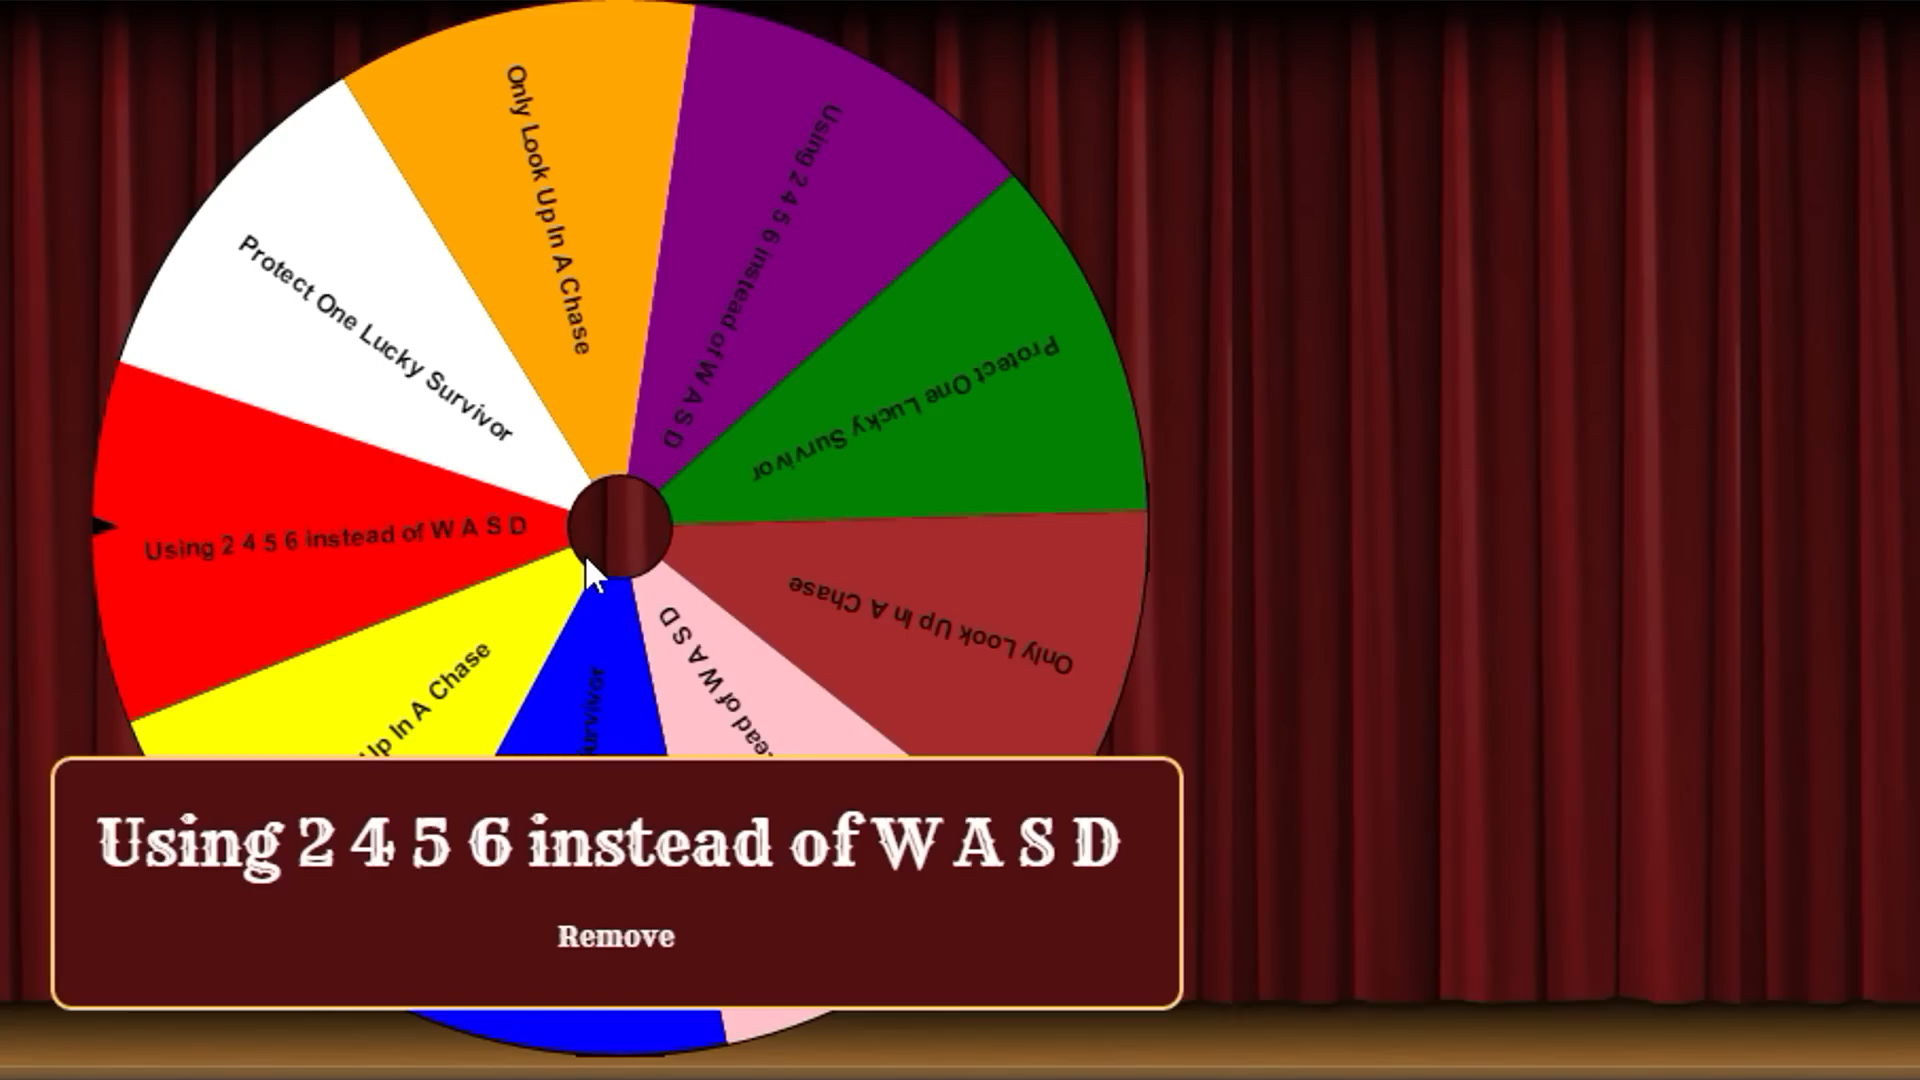 Only Look Up In A Chase
Using 2 4 5 6 instead of W A S D
Protect One Lucky Survivor
Protect One Lucky Survivor
Using 2 4 5 6 instead of W A S D
Only Look Up In A Chase
Up In A Chase
of W A S D
Using 2 4 5 6 instead of W A S D
Remove